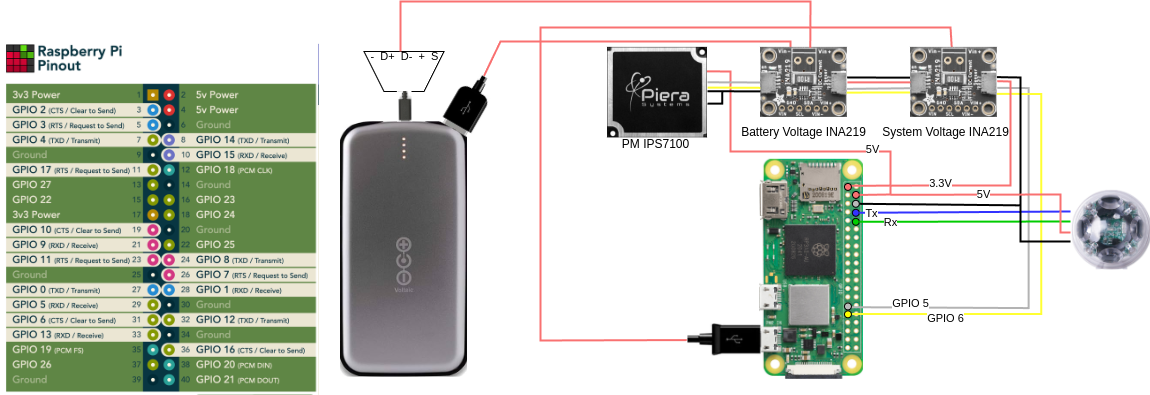 Raspberry Pi
Pinout
3v3 Power 1 2 5v Power
GPIO 2 (CTS / Clear to Send) 3 4 5v Power
GPIO 3 (RTS / Request to Send) 5 6 Ground
GPIO 4 (TXD / Transmit) 7 8 GPIO 14 (TXD / Transmit)
Ground 9 10 GPIO 15 (RXD / Receive)
GPIO 17 (RTS / Request to Send) 11 12 GPIO 18 (PCM CLK)
GPIO 27 13 14 Ground
GPIO 22 15 16 GPIO 23
3v3 Power 17 18 GPIO 24
GPIO 10 (CTS / Clear to Send) 19 20 Ground
GPIO 9 (RXD / Receive) 21 22 GPIO 25
GPIO 11 (RTS / Request to Send) 23 24 GPIO 8 (TXD / Transmit)
Ground 25 26 GPIO 7 (RTS / Request to Send)
GPIO 0 (TXD / Transmit) 27 28 GPIO 1 (RXD / Receive)
GPIO 5 (RXD / Receive) 29 30 Ground
GPIO 6 (CTS / Clear to Send) 31 32 GPIO 12 (TXD / Transmit)
GPIO 13 (RXD / Receive) 33 34 Ground
GPIO 19 (PCM FS) 35 36 GPIO 16 (CTS / Clear to Send)
GPIO 26 37 38 GPIO 20 (PCM DIN)
Ground 39 40 GPIO 21 (PCM DOUT)
- D+ D- + S
Piera
Systems
PM IPS7100
Vin- Vin+
INA219
Battery Voltage INA219
Vin- Vin+
INA219
System Voltage INA219
5V
3.3V
5V
Tx
Rx
GPIO 5
GPIO 6